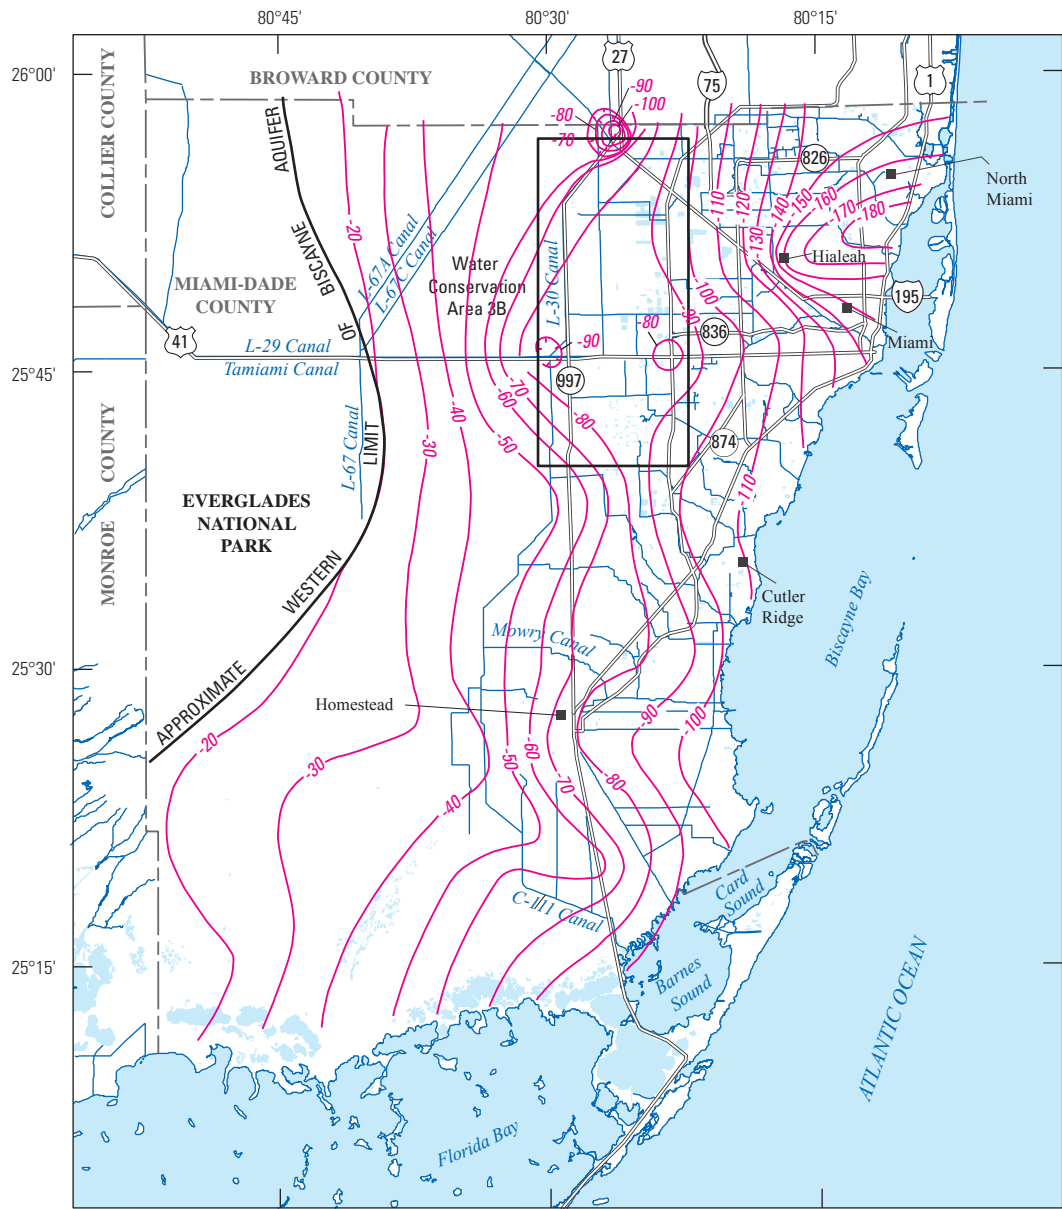 80°45'
80°30'
80°15'
26°00'
25°45'
25°30'
25°15'
BROWARD COUNTY
COLLIER COUNTY
MIAMI-DADE
COUNTY
MONROE COUNTY
27
75
1
826
41
997
836
195
874
-90
-100
-80
-70
North
Miami
Hialeah
Miami
-110
-120
-130
-140
-150
-160
-170
-180
-20
L-67A Canal
L-67C Canal
Water
Conservation
Area 3B
L-30 Canal
-100
-90
-80
-90
L-29 Canal
Tamiami Canal
L-67 Canal
-30
-40
-50
-60
-70
-80
-110
APPROXIMATE WESTERN LIMIT OF BISCAYNE AQUIFER
EVERGLADES
NATIONAL
PARK
Cutler
Ridge
Biscayne Bay
Mowry Canal
Homestead
-20
-30
-40
-50
-60
-70
-80
-90
-100
C-111 Canal
Card
Sound
Barnes
Sound
ATLANTIC OCEAN
Florida Bay